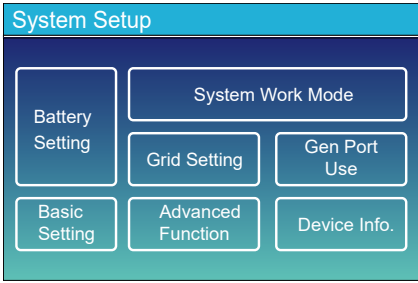 System Setup
Battery
Setting
System Work Mode
Grid Setting
Gen Port
Use
Basic
Setting
Advanced
Function
Device Info.